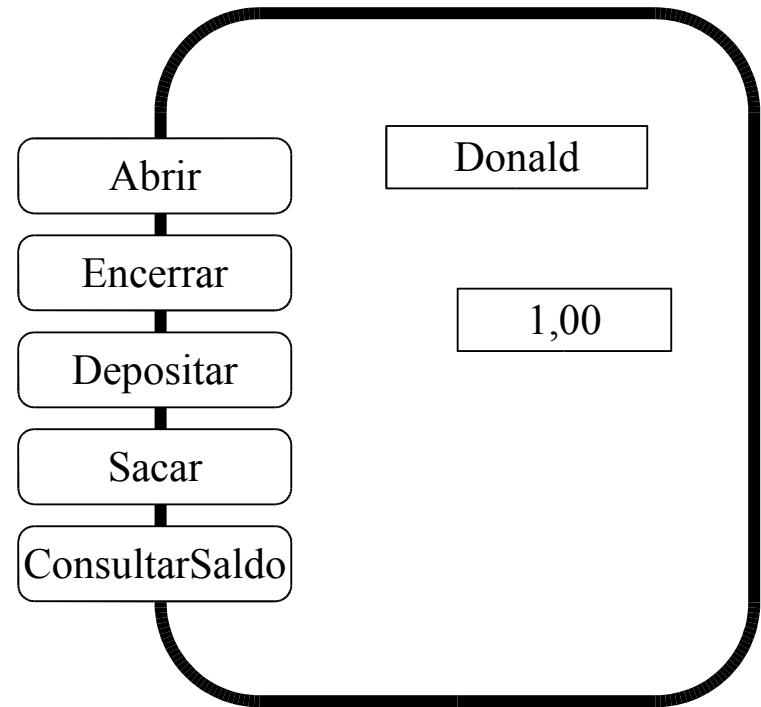 Abrir
Donald
Encerrar
1,00
Depositar
Sacar
ConsultarSaldo